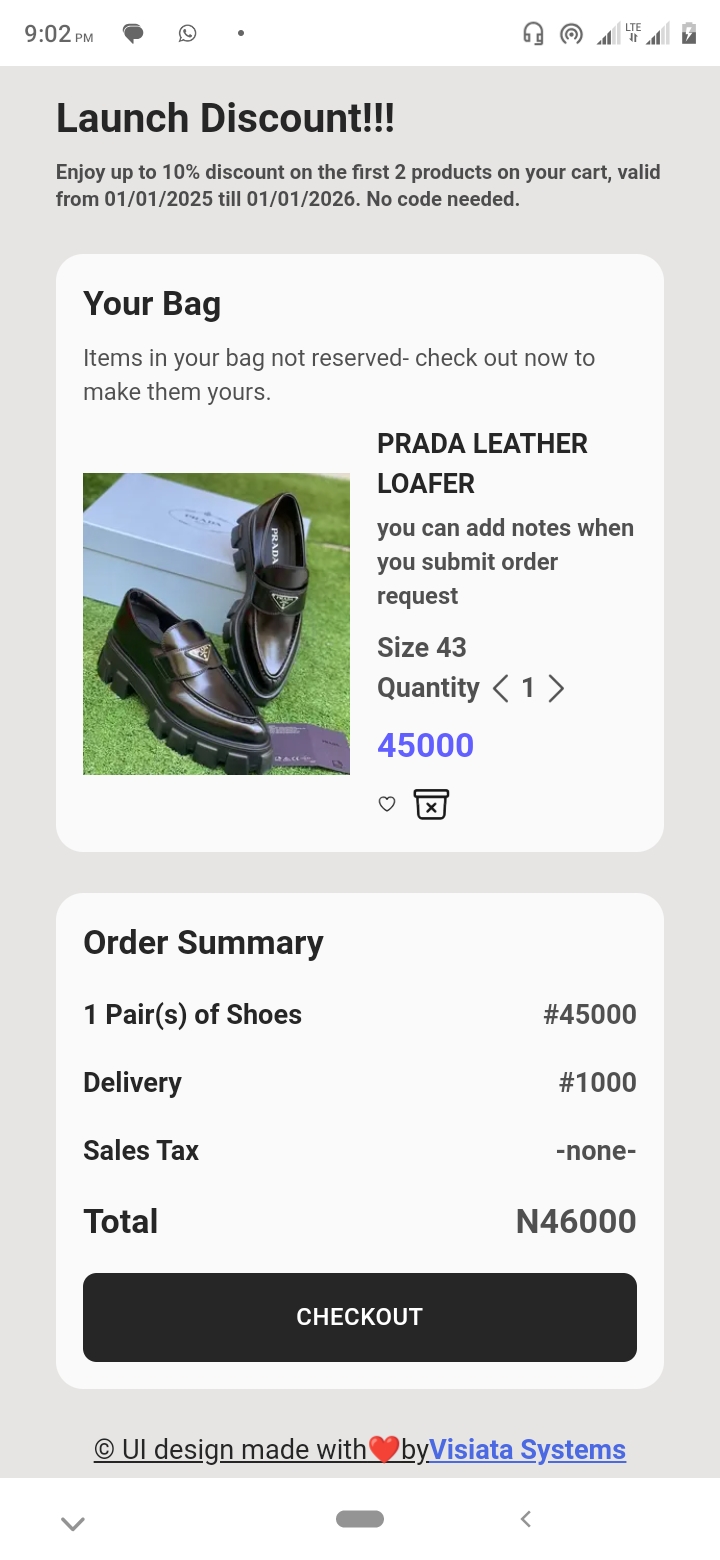 9:02 PM
LTE
Launch Discount!!!
Enjoy up to 10% discount on the first 2 products on your cart, valid
from 01/01/2025 till 01/01/2026. No code needed.
Your Bag
Items in your bag not reserved- check out now to
make them yours.
PRADA LEATHER
LOAFER
PRADA
PRADA
you can add notes when
you submit order
request
Size 43
Quantity < 1 >
45000
Order Summary
1 Pair(s) of Shoes #45000
Delivery #1000
Sales Tax -none-
Total N46000
CHECKOUT
© UI design made with❤️byVisiata Systems